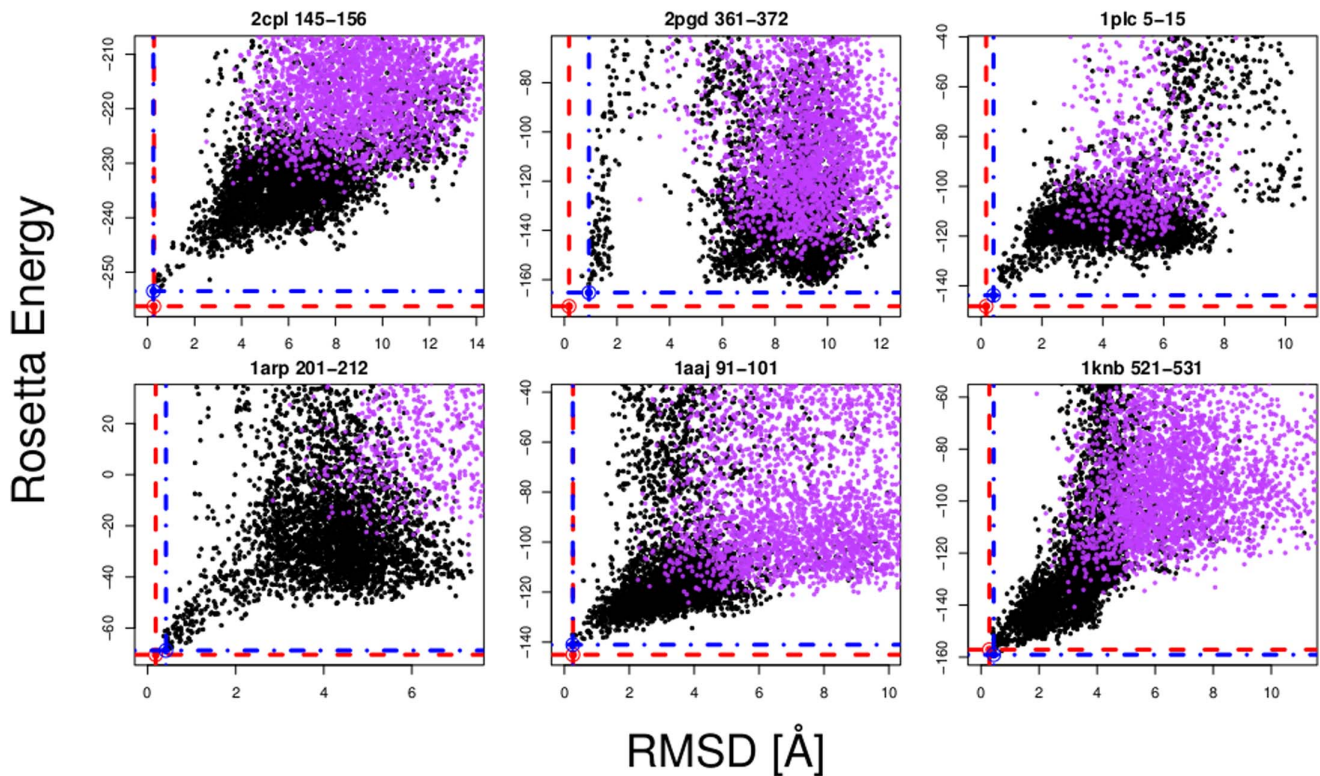 2cpl 145−156
2pgd 361−372
1plc 5−15
-210
-220
-230
-240
-250
0 2 4 6 8 10 12 14
-80
-100
-120
-140
-160
0 2 4 6 8 10 12
-40
-60
-80
-100
-120
-140
0 2 4 6 8 10
1arp 201−212
1aaj 91−101
1knb 521−531
20
0
-20
-40
-60
0 2 4 6
-40
-60
-80
-100
-120
-140
0 2 4 6 8 10
-60
-80
-100
-120
-140
-160
0 2 4 6 8 10
Rosetta Energy
RMSD [Å]